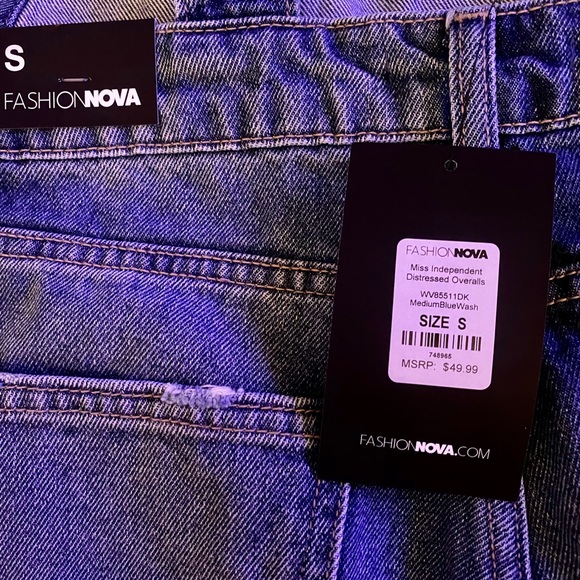 S
FASHIONNOVA
FASHIONNOVA
Miss Independent
Distressed Overalls
WV85511DK
MediumBlueWash
SIZE S
748965
MSRP: $49.99
FASHIONNOVA.COM